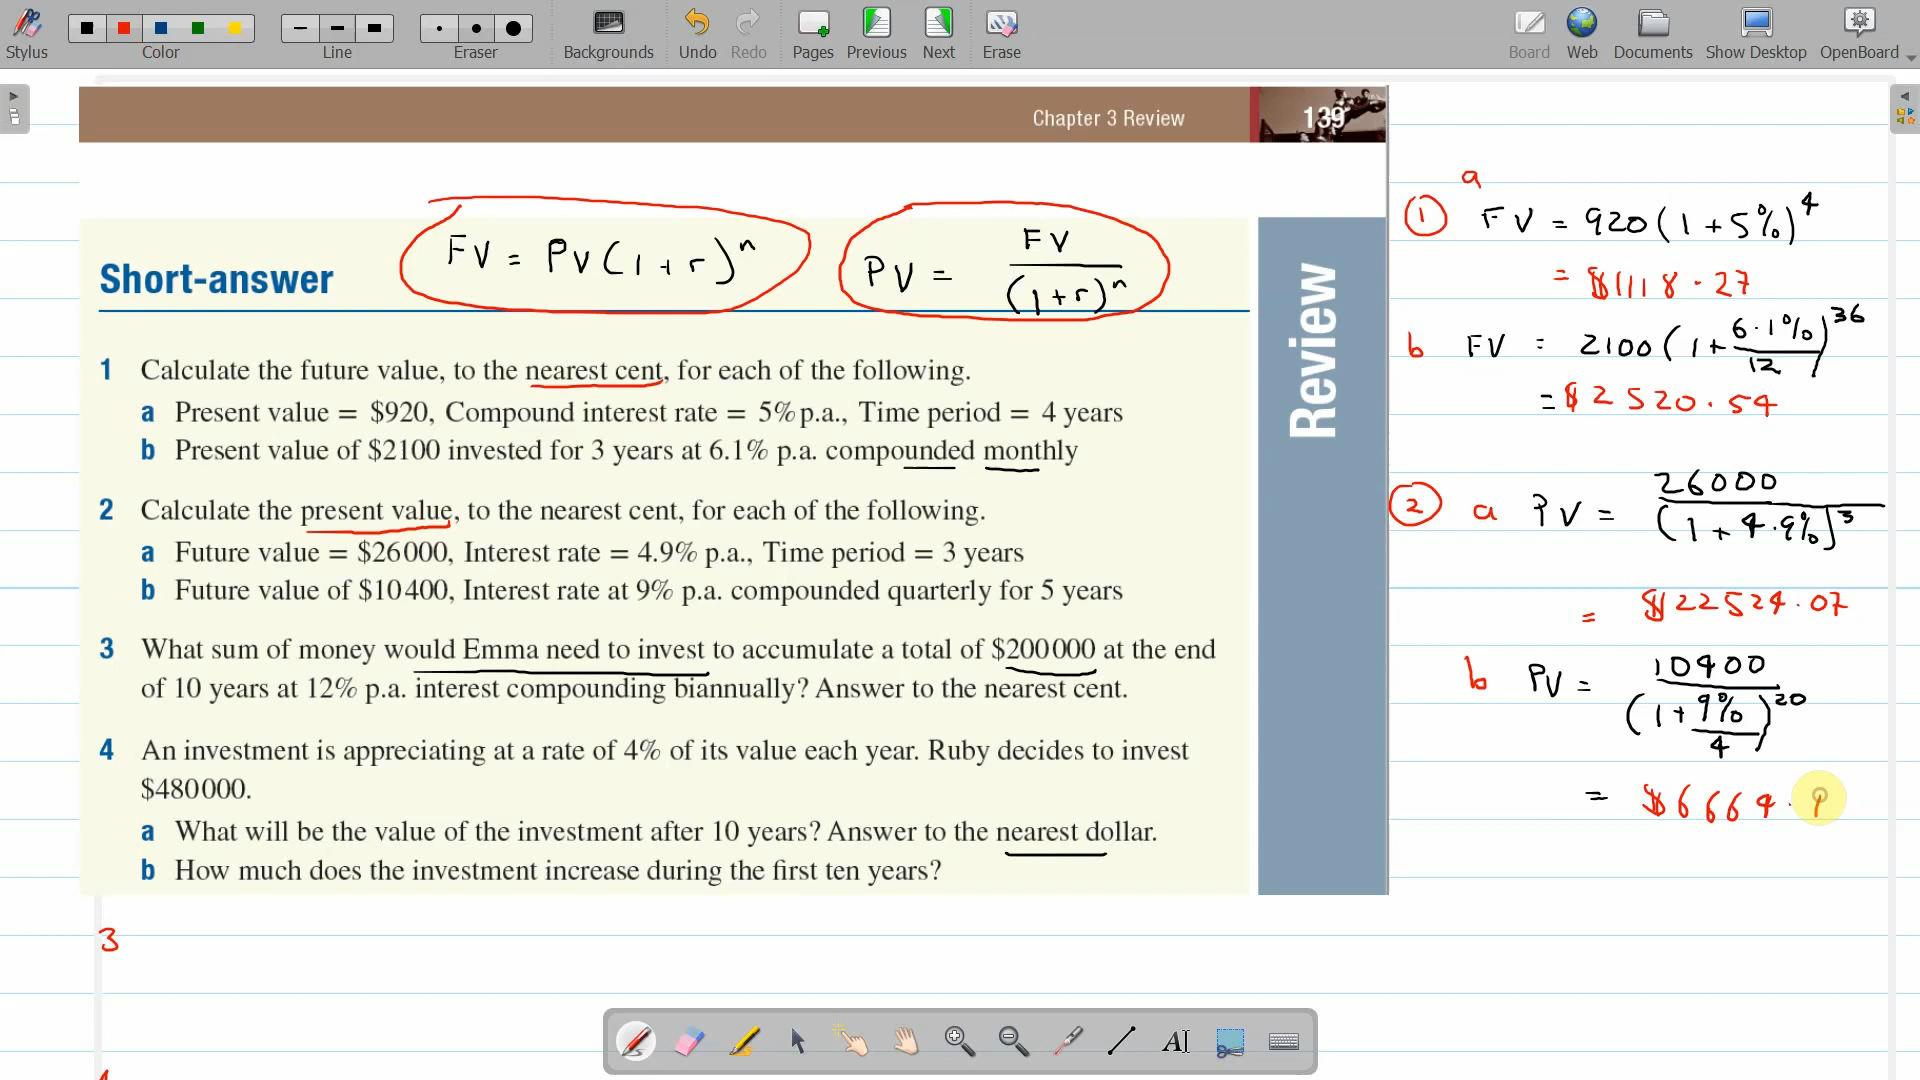 Stylus Color Line Eraser Backgrounds Undo Redo Pages Previous Next Erase Board Web Documents Show Desktop OpenBoard
Chapter 3 Review 139
Short-answer
FV = PV(1+r)^n
PV = FV/(1+r)^n
Review
1 Calculate the future value, to the nearest cent, for each of the following.
a Present value = $920, Compound interest rate = 5% p.a., Time period = 4 years
b Present value of $2100 invested for 3 years at 6.1% p.a. compounded monthly
2 Calculate the present value, to the nearest cent, for each of the following.
a Future value = $26000, Interest rate = 4.9% p.a., Time period = 3 years
b Future value of $10400, Interest rate at 9% p.a. compounded quarterly for 5 years
3 What sum of money would Emma need to invest to accumulate a total of $200000 at the end
of 10 years at 12% p.a. interest compounding biannually? Answer to the nearest cent.
4 An investment is appreciating at a rate of 4% of its value each year. Ruby decides to invest
$480000.
a What will be the value of the investment after 10 years? Answer to the nearest dollar.
b How much does the investment increase during the first ten years?
3
a
1 FV = 920(1+5%)^4
= $1118.27
b FV = 2100(1+6.1%/12)^36
= $2520.54
2 a PV = 26000/(1+4.9%)^3
= $22524.07
b PV = 10400/(1+9%/4)^20
= $6664.